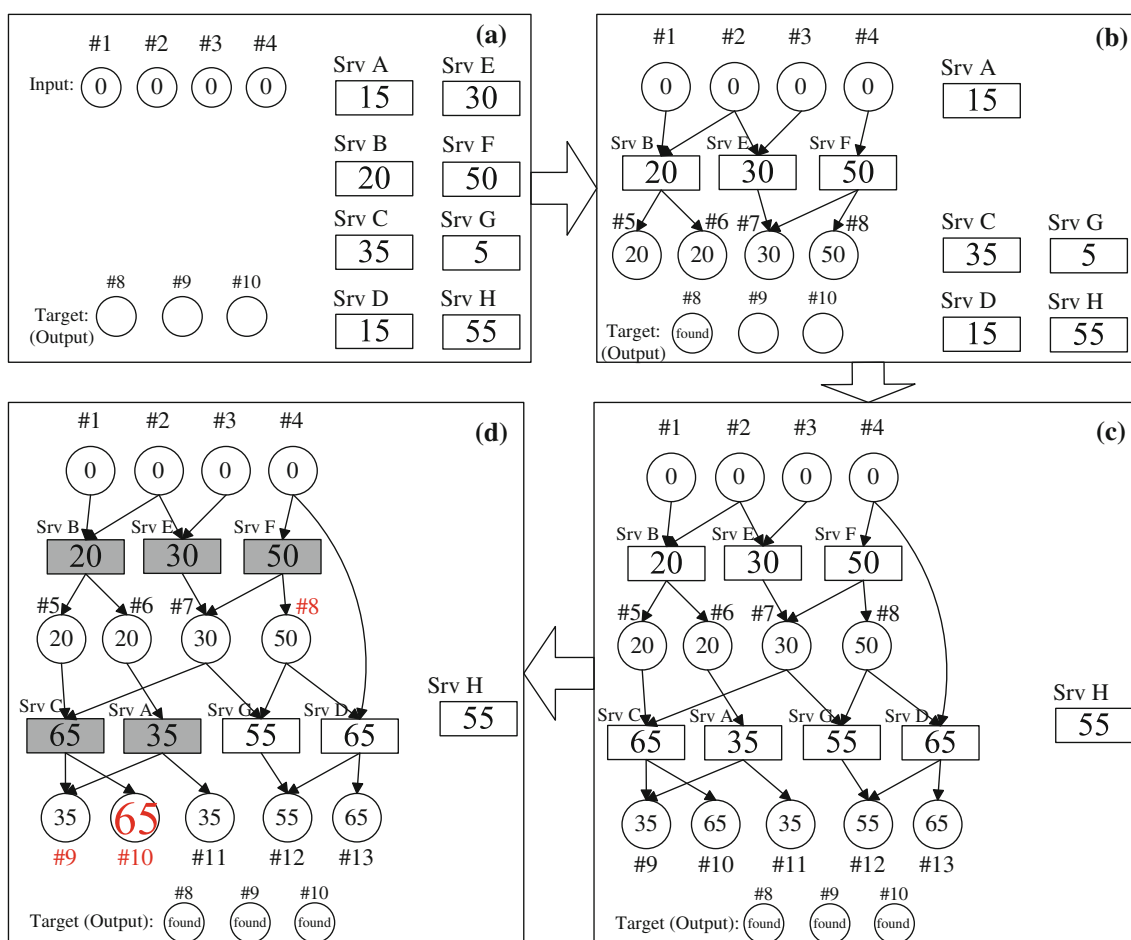 (a)
#1 #2 #3 #4
Input: 0 0 0 0
Srv A Srv E
15 30
Srv B Srv F
20 50
Srv C Srv G
35 5
#8 #9 #10
Target:
(Output)
Srv D Srv H
15 55
(b)
#1 #2 #3 #4
0 0 0 0
Srv A
15
Srv B Srv E Srv F
20 30 50
#5 #6 #7 #8
20 20 30 50
Srv C Srv G
35 5
#8 #9 #10
Target:
(Output)
found
Srv D Srv H
15 55
(d)
#1 #2 #3 #4
0 0 0 0
Srv B Srv E Srv F
20 30 50
#5 #6 #7 #8
20 20 30 50
Srv H
55
Srv C Srv A Srv G Srv D
65 35 55 65
35 65 35 55 65
#9 #10 #11 #12 #13
#8 #9 #10
Target (Output): found found found
(c)
#1 #2 #3 #4
0 0 0 0
Srv B Srv E Srv F
20 30 50
#5 #6 #7 #8
20 20 30 50
Srv H
55
Srv C Srv A Srv G Srv D
65 35 55 65
35 65 35 55 65
#9 #10 #11 #12 #13
#8 #9 #10
Target (Output): found found found